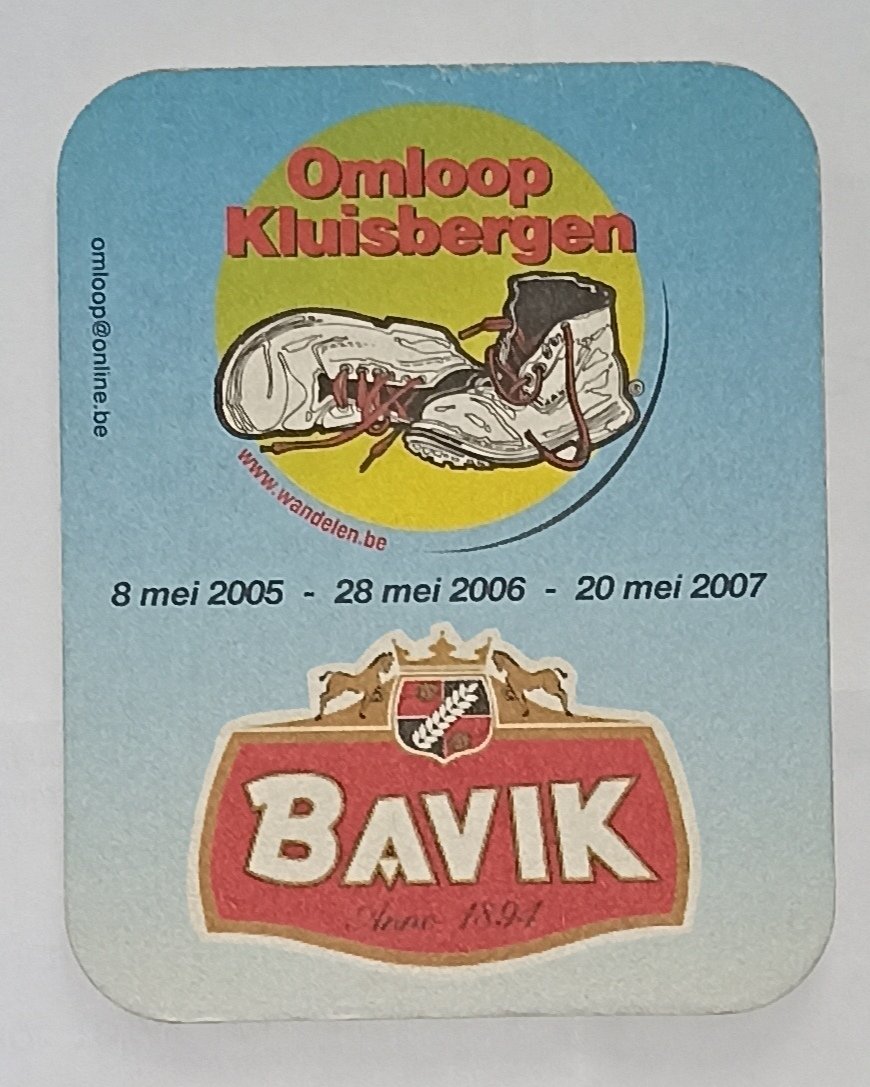 Omloop
Kluisbergen
omloop@online.be
©
www.wandelen.be
8 mei 2005 - 28 mei 2006 - 20 mei 2007
BAVIK
Anno 1894